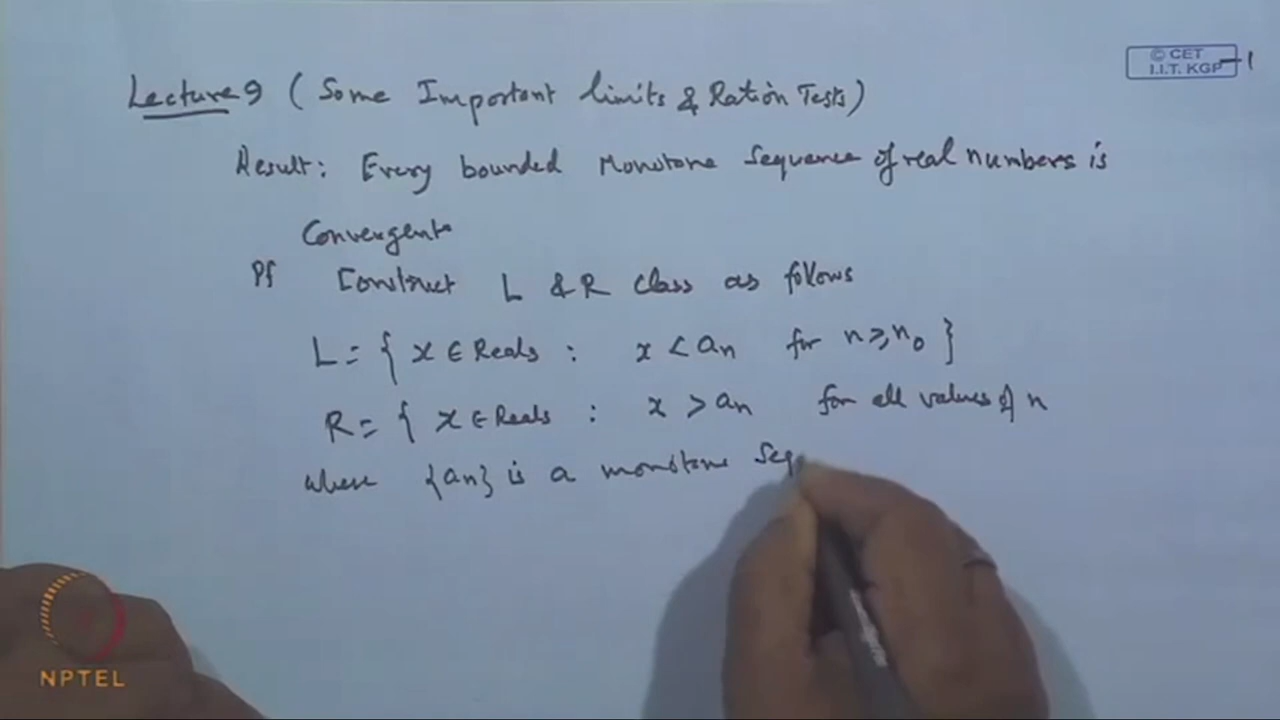 © CET
I.I.T. KGP
1
Lecture 9 ( Some Important limits & Ration Tests )
Result: Every bounded Monotone Sequence of real numbers is
Convergent
Pf Construct L & R class as follows
L = { x ∈ Reals : x < an for n ≥ n0 }
R = { x ∈ Reals : x > an for all values of n
where {an} is a monotone Seq
NPTEL